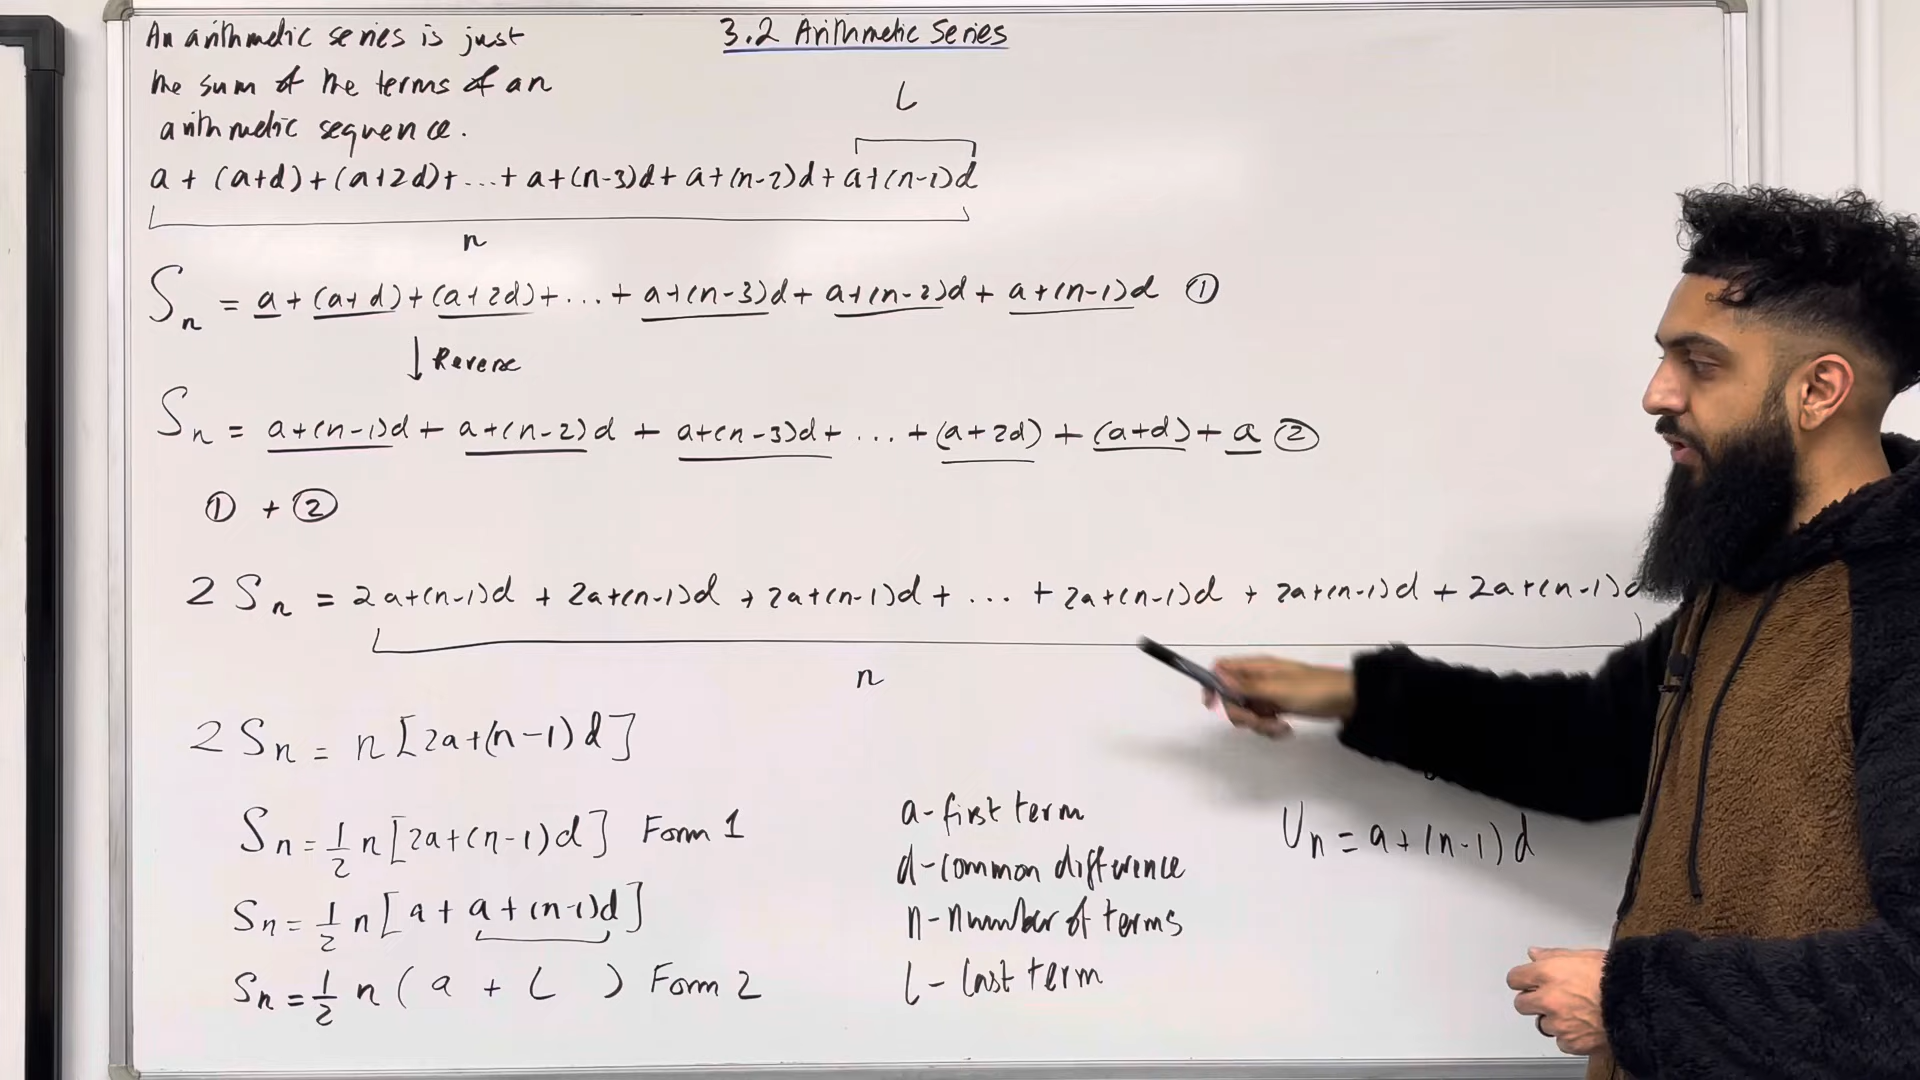 3.2 Arithmetic Series
An arithmetic series is just
the sum of the terms of an
arithmetic sequence.
L
a + (a+d) + (a+2d) + ... + a+(n-3)d + a+(n-2)d + a+(n-1)d
n
Sn = a + (a+d) + (a+2d) + ... + a+(n-3)d + a+(n-2)d + a+(n-1)d ①
↓ Reverse
Sn = a+(n-1)d + a+(n-2)d + a+(n-3)d + ... + (a+2d) + (a+d) + a ②
① + ②
2Sn = 2a+(n-1)d + 2a+(n-1)d + 2a+(n-1)d + ... + 2a+(n-1)d + 2a+(n-1)d + 2a+(n-1)d
n
2Sn = n[2a+(n-1)d]
Sn = 1/2 n[2a+(n-1)d] Form 1
Sn = 1/2 n[a + a+(n-1)d]
Sn = 1/2 n(a + L) Form 2
a - first term
d - common difference
n - number of terms
L - last term
Un = a+(n-1)d